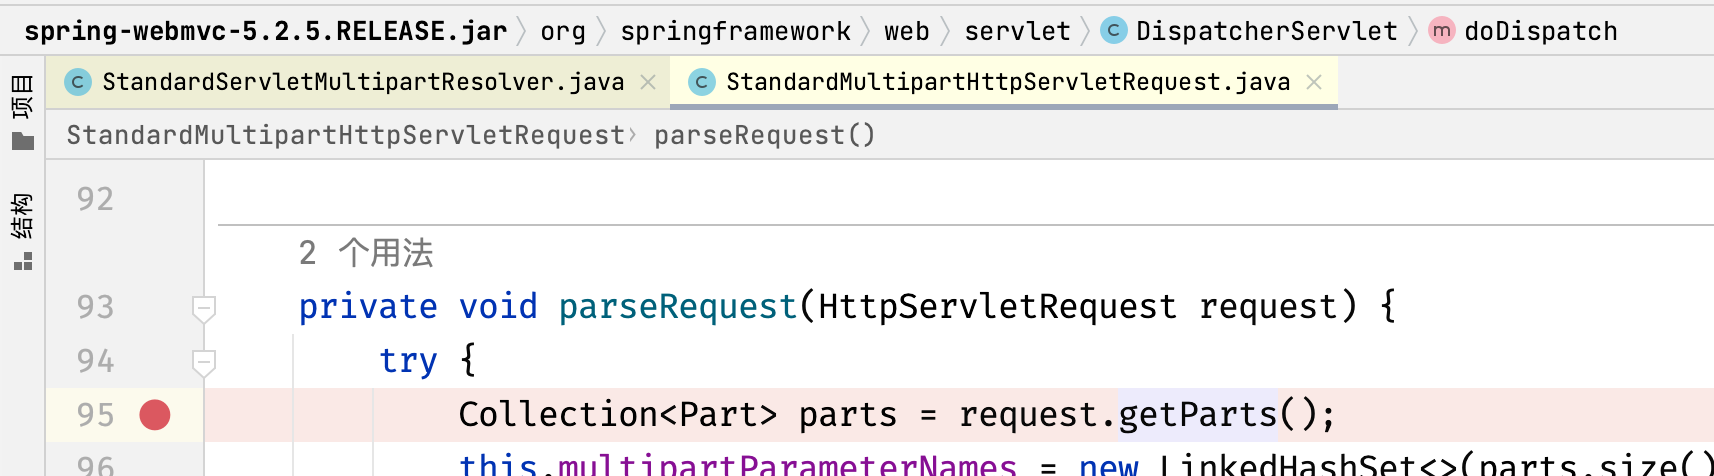 spring-webmvc-5.2.5.RELEASE.jar org springframework web servlet C DispatcherServlet m doDispatch
C StandardServletMultipartResolver.java × C StandardMultipartHttpServletRequest.java ×
StandardMultipartHttpServletRequest› parseRequest()
项目
结构
92
2 个用法
93 private void parseRequest(HttpServletRequest request) {
94 try {
95 Collection<Part> parts = request.getParts();
96 this.multipartParameterNames = new LinkedHashSet<>(parts.size()